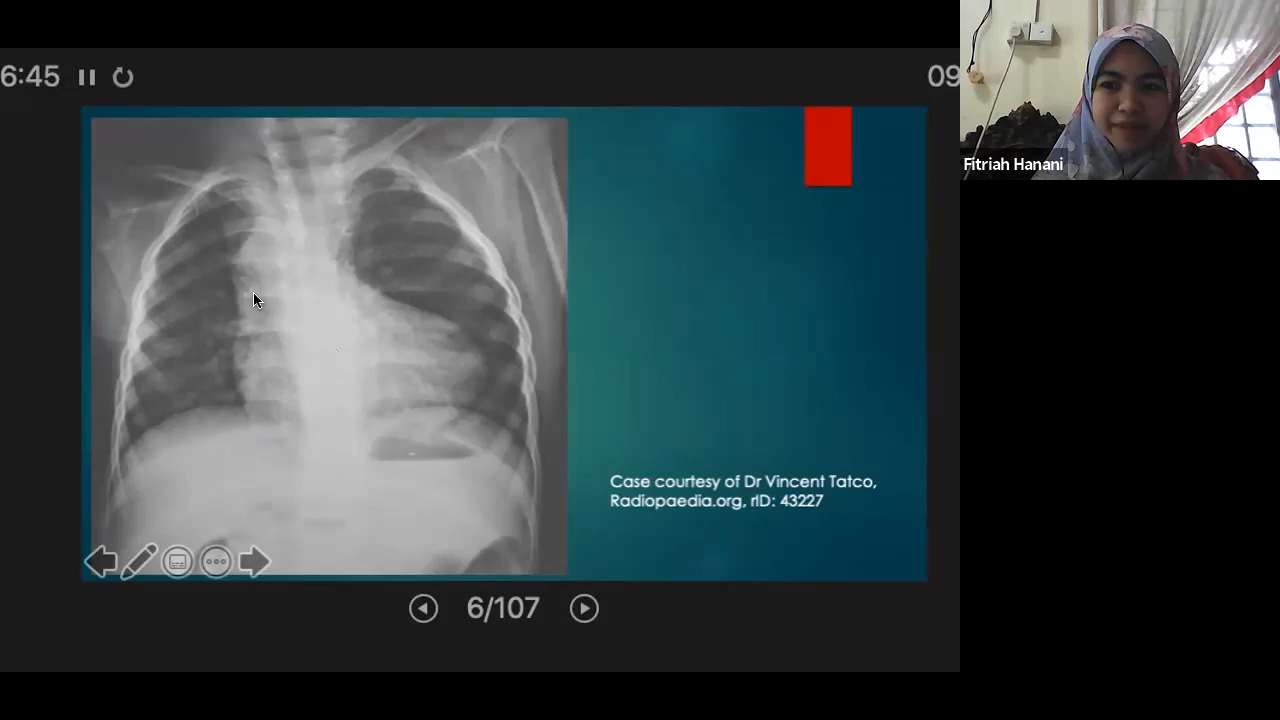 6:45
09
Fitriah Hanani
Case courtesy of Dr Vincent Tatco,
Radiopaedia.org, rID: 43227
6/107